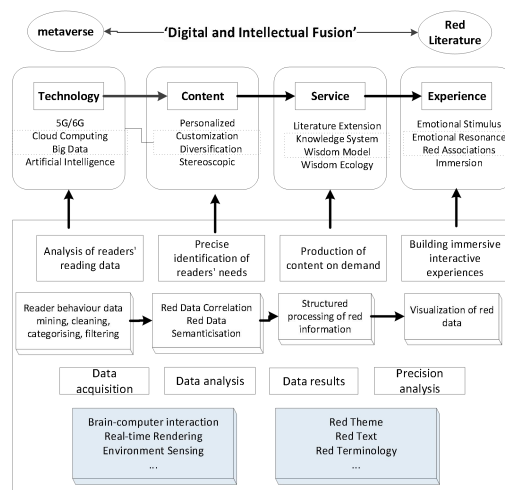 metaverse
'Digital and Intellectual Fusion'
Red
Literature
Technology
5G/6G
Cloud Computing
Big Data
Artificial Intelligence
Content
Personalized
Customization
Diversification
Stereoscopic
Service
Literature Extension
Knowledge System
Wisdom Model
Wisdom Ecology
Experience
Emotional Stimulus
Emotional Resonance
Red Associations
Immersion
Analysis of readers'
reading data
Precise
identification of
readers' needs
Production of
content on demand
Building immersive
interactive
experiences
Reader behaviour data
mining, cleaning,
categorising, filtering
Red Data Correlation
Red Data
Semanticisation
Structured
processing of red
information
Visualization of red
data
Data
acquisition
Data analysis
Data results
Precision
analysis
Brain-computer interaction
Real-time Rendering
Environment Sensing
...
Red Theme
Red Text
Red Terminology
...